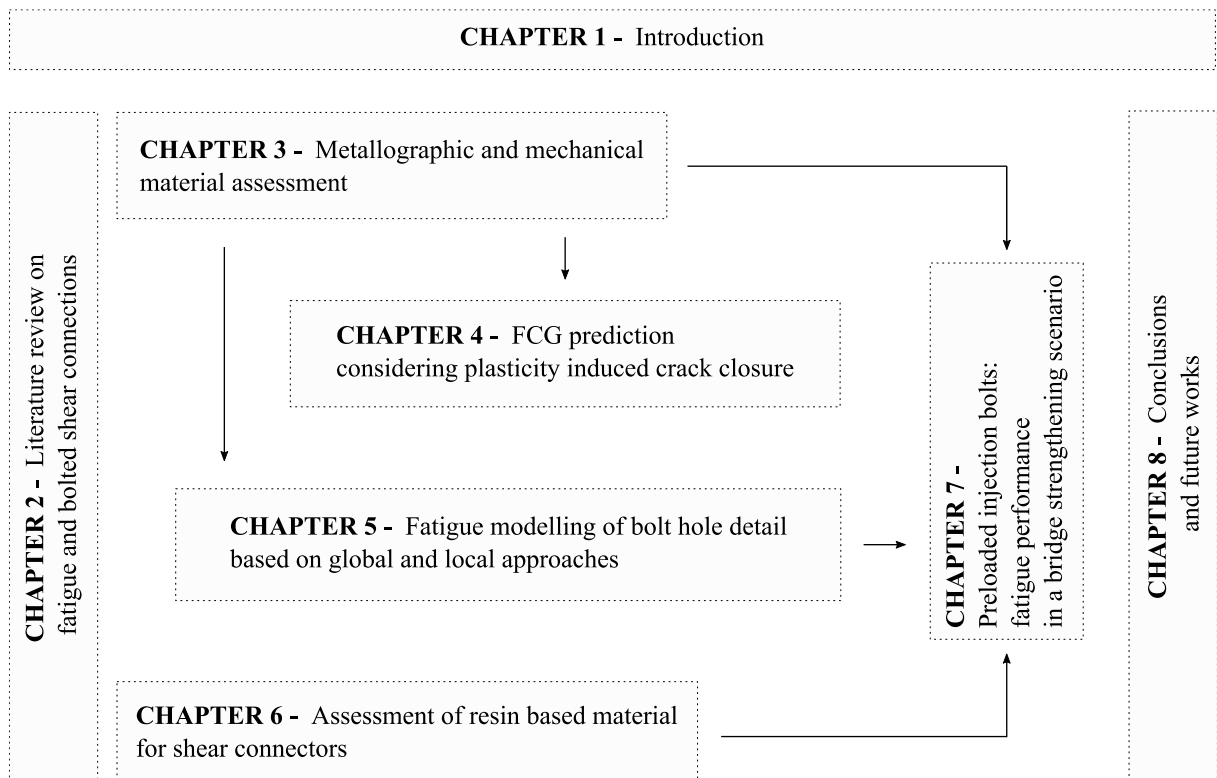 CHAPTER 1 - Introduction
CHAPTER 2 - Literature review on
fatigue and bolted shear connections
CHAPTER 3 - Metallographic and mechanical
material assessment
CHAPTER 4 - FCG prediction
considering plasticity induced crack closure
CHAPTER 5 - Fatigue modelling of bolt hole detail
based on global and local approaches
CHAPTER 6 - Assessment of resin based material
for shear connectors
CHAPTER 7 -
Preloaded injection bolts:
fatigue performance
in a bridge strengthening scenario
CHAPTER 8 - Conclusions
and future works